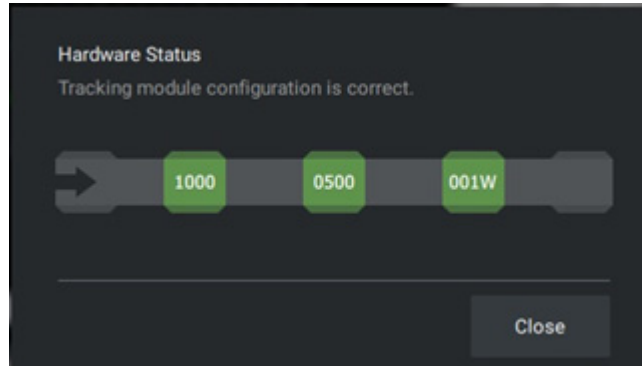 Hardware Status
Tracking module configuration is correct.
1000 0500 001W
Close